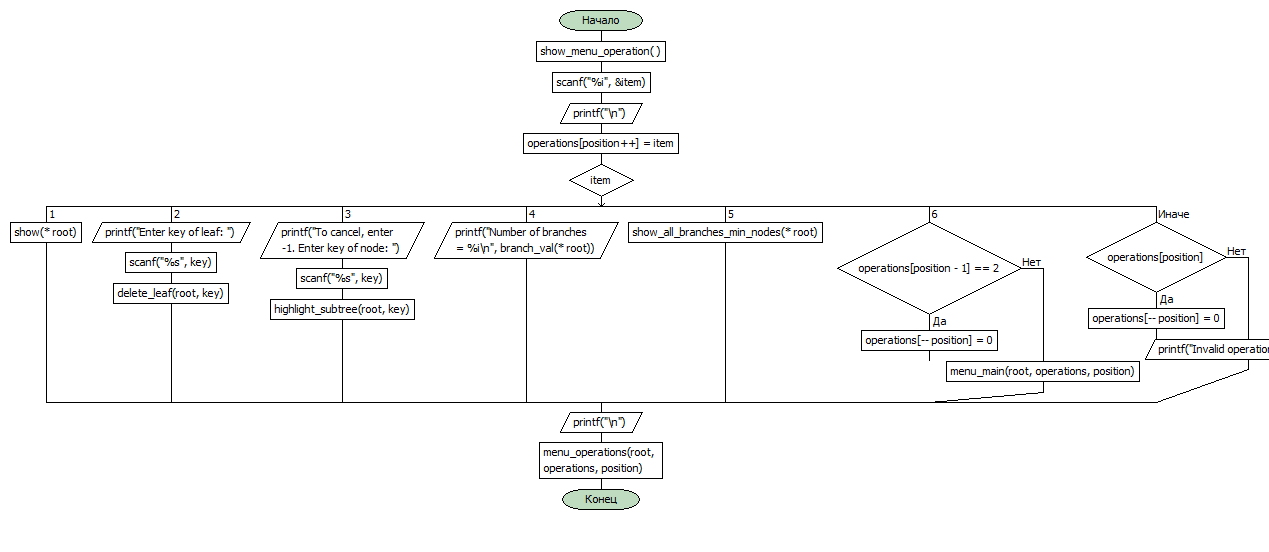 Начало
show_menu_operation( )
scanf("%i", &item)
printf("\n")
operations[position++] = item
item
1
2
3
4
5
6
Иначе
show(* root)
printf("Enter key of leaf: ")
scanf("%s", key)
delete_leaf(root, key)
printf("To cancel, enter
-1. Enter key of node: ")
scanf("%s", key)
highlight_subtree(root, key)
printf("Number of branches
= %i\n", branch_val(* root))
show_all_branches_min_nodes(* root)
operations[position - 1] == 2
Нет
Да
operations[-- position] = 0
menu_main(root, operations, position)
operations[position]
Нет
Да
operations[-- position] = 0
printf("Invalid operation
printf("\n")
menu_operations(root,
operations, position)
Конец